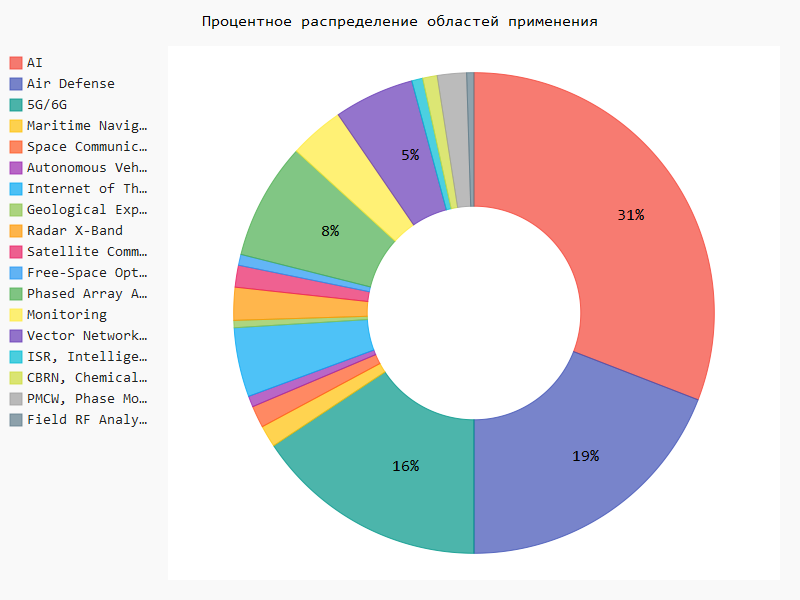 Процентное распределение областей применения
AI
Air Defense
5G/6G
Maritime Navig…
Space Communic…
Autonomous Veh…
Internet of Th…
Geological Exp…
Radar X-Band
Satellite Comm…
Free-Space Opt…
Phased Array A…
Monitoring
Vector Network…
ISR, Intellige…
CBRN, Chemical…
PMCW, Phase Mo…
Field RF Analy…
5%
31%
8%
19%
16%